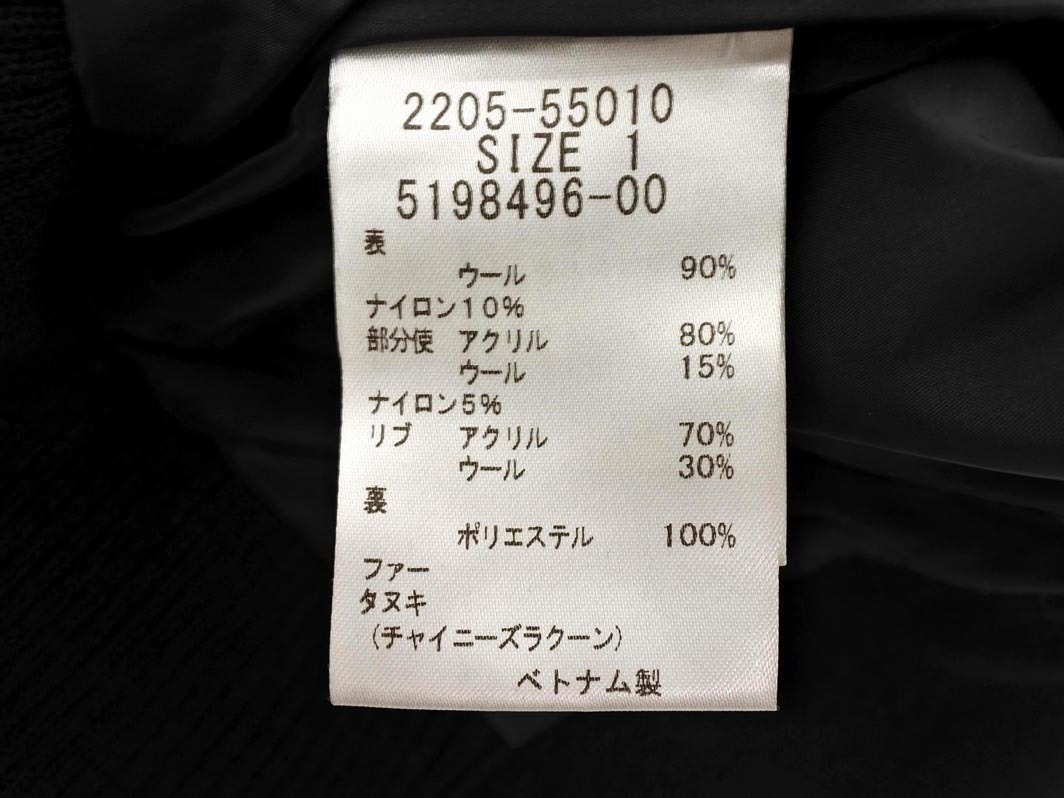 2205-55010
SIZE 1
5198496-00
表
ウール 90%
ナイロン10%
部分使 アクリル 80%
ウール 15%
ナイロン5%
リブ アクリル 70%
ウール 30%
裏
ポリエステル 100%
ファー
タヌキ
(チャイニーズラクーン)
ベトナム製